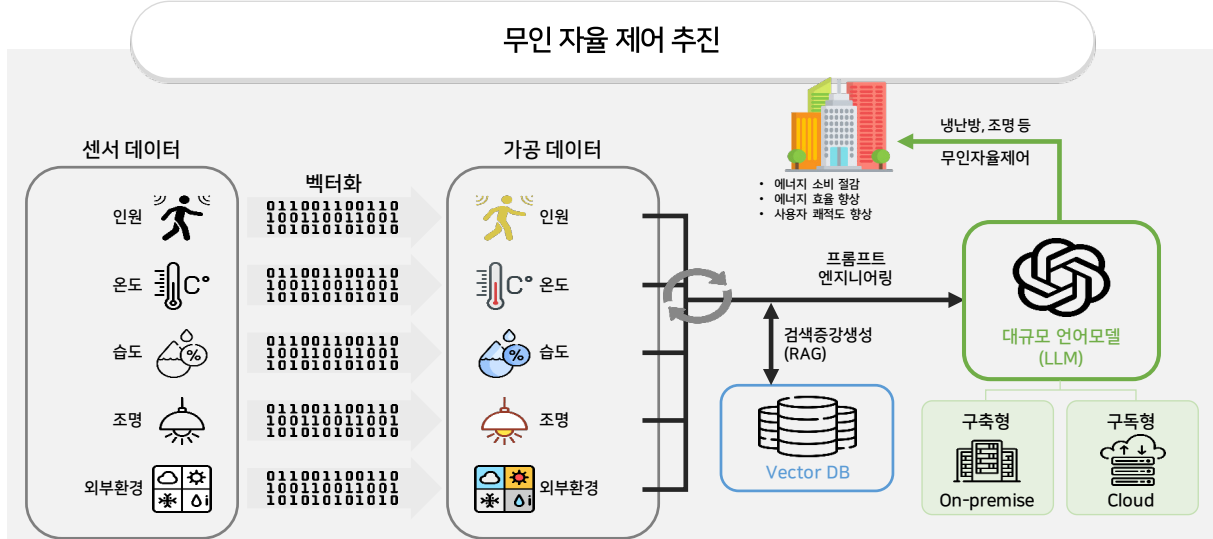 무인 자율 제어 추진
센서 데이터
벡터화
가공 데이터
인원
온도
C°
습도
%
조명
외부환경
i
011001100110
100110011001
101010101010
011001100110
100110011001
101010101010
011001100110
100110011001
101010101010
011001100110
100110011001
101010101010
011001100110
100110011001
101010101010
인원
C°
온도
%
습도
조명
i
외부환경
• 에너지 소비 절감
• 에너지 효율 향상
• 사용자 쾌적도 향상
냉난방, 조명 등
무인자율제어
프롬프트
엔지니어링
검색증강생성
(RAG)
Vector DB
대규모 언어모델
(LLM)
구축형
On-premise
구독형
Cloud